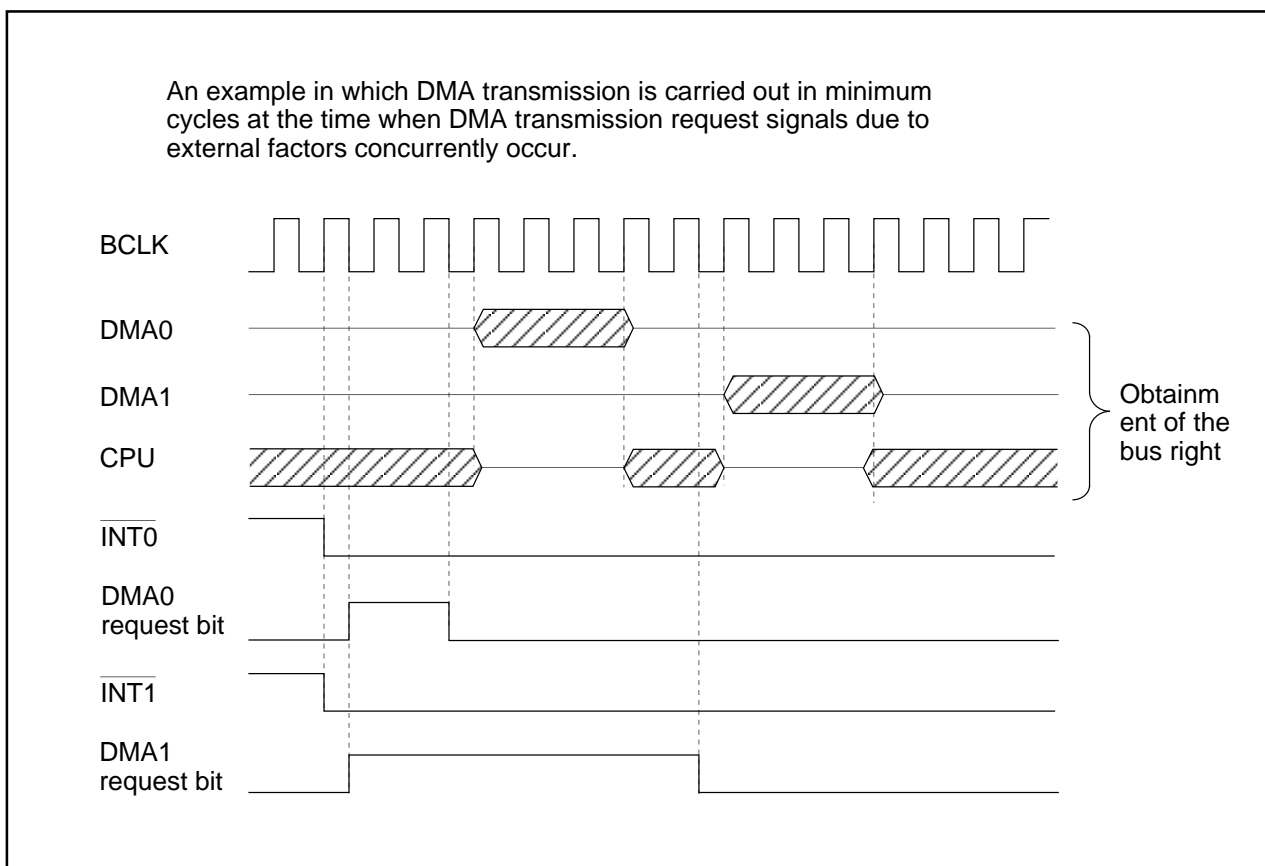 An example in which DMA transmission is carried out in minimum
cycles at the time when DMA transmission request signals due to
external factors concurrently occur.
BCLK
DMA0
DMA1
CPU
Obtainm
ent of the
bus right
INT0
DMA0
request bit
INT1
DMA1
request bit